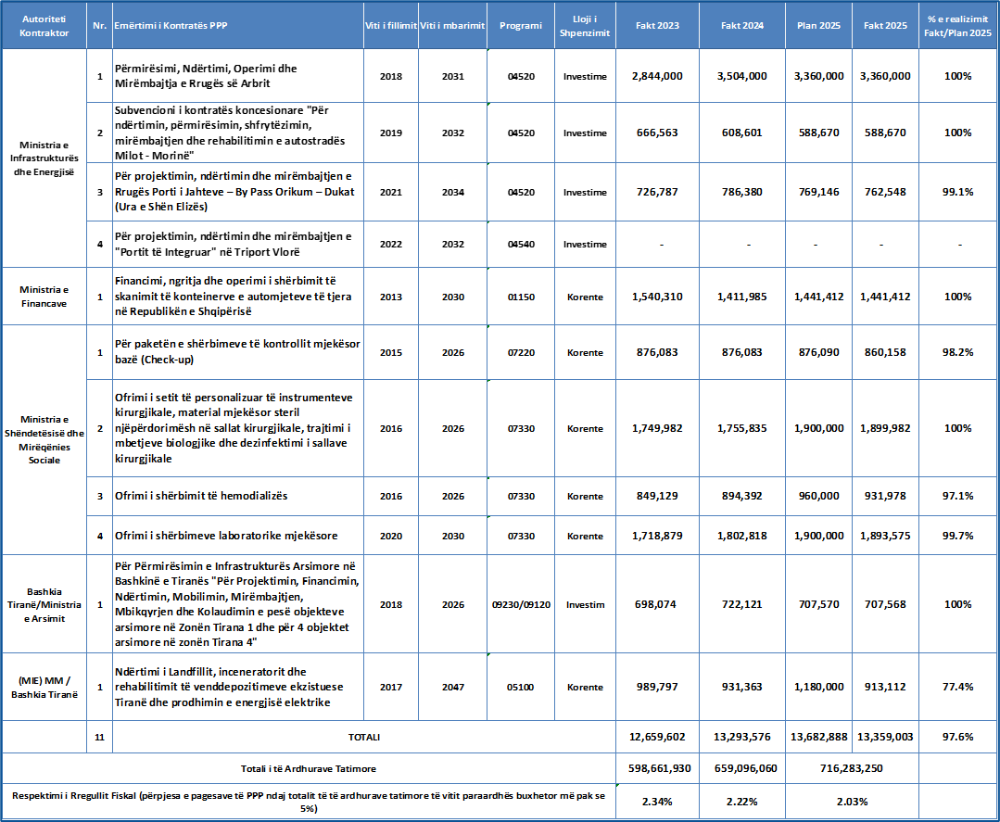 Autoriteti Kontraktor | Nr. | Emërtimi i Kontratës PPP | Viti i fillimit | Viti i mbarimit | Programi | Lloji i Shpenzimit | Fakt 2023 | Fakt 2024 | Plan 2025 | Fakt 2025 | % e realizimit Fakt/Plan 2025
Ministria e Infrastrukturës dhe Energjisë
1 | Përmirësimi, Ndërtimi, Operimi dhe
Mirëmbajtja e Rrugës së Arbrit | 2018 | 2031 | 04520 | Investime | 2,844,000 | 3,504,000 | 3,360,000 | 3,360,000 | 100%
2 | Subvencioni i kontratës koncesionare "Për
ndërtimin, përmirësimin, shfrytëzimin,
mirëmbajtjen dhe rehabilitimin e autostradës
Milot - Morinë" | 2019 | 2032 | 04520 | Investime | 666,563 | 608,601 | 588,670 | 588,670 | 100%
3 | Për projektimin, ndërtimin dhe mirëmbajtjen e
Rrugës Porti i Jahteve – By Pass Orikum – Dukat
(Ura e Shën Elizës) | 2021 | 2034 | 04520 | Investime | 726,787 | 786,380 | 769,146 | 762,548 | 99.1%
4 | Për projektimin, ndërtimin dhe mirëmbajtjen e
"Portit të Integruar" në Triport Vlorë | 2022 | 2032 | 04540 | Investime | - | - | - | - | -
Ministria e Financave
1 | Financimi, ngritja dhe operimi i shërbimit të
skanimit të konteinerve e automjeteve të tjera
në Republikën e Shqipërisë | 2013 | 2030 | 01150 | Korente | 1,540,310 | 1,411,985 | 1,441,412 | 1,441,412 | 100%
Ministria e Shëndetësisë dhe Mirëqënies Sociale
1 | Për paketën e shërbimeve të kontrollit mjekësor
bazë (Check-up) | 2015 | 2026 | 07220 | Korente | 876,083 | 876,083 | 876,090 | 860,158 | 98.2%
2 | Ofrimi i setit të personalizuar të instrumenteve
kirurgjikale, material mjekësor steril
njëpërdorimësh në sallat kirurgjikale, trajtimi i
mbetjeve biologjike dhe dezinfektimi i sallave
kirurgjikale | 2016 | 2026 | 07330 | Korente | 1,749,982 | 1,755,835 | 1,900,000 | 1,899,982 | 100%
3 | Ofrimi i shërbimit të hemodializës | 2016 | 2026 | 07330 | Korente | 849,129 | 894,392 | 960,000 | 931,978 | 97.1%
4 | Ofrimi i shërbimeve laboratorike mjekësore | 2020 | 2030 | 07330 | Korente | 1,718,879 | 1,802,818 | 1,900,000 | 1,893,575 | 99.7%
Bashkia Tiranë/Ministria e Arsimit
1 | Për Përmirësimin e Infrastrukturës Arsimore në
Bashkinë e Tiranës "Për Projektimin, Financimin,
Ndërtimin, Mobilimin, Mirëmbajtjen,
Mbikqyrjen dhe Kolaudimin e pesë objekteve
arsimore në Zonën Tirana 1 dhe për 4 objektet
arsimore në zonën Tirana 4" | 2018 | 2026 | 09230/09120 | Investim | 698,074 | 722,121 | 707,570 | 707,568 | 100%
(MIE) MM / Bashkia Tiranë
1 | Ndërtimi i Landfillit, inceneratorit dhe
rehabilitimit të venddepozitimeve ekzistuese
Tiranë dhe prodhimin e energjisë elektrike | 2017 | 2047 | 05100 | Korente | 989,797 | 931,363 | 1,180,000 | 913,112 | 77.4%
11 | TOTALI | 12,659,602 | 13,293,576 | 13,682,888 | 13,359,003 | 97.6%
Totali i të Ardhurave Tatimore | 598,661,930 | 659,096,060 | 716,283,250
Respektimi i Rregullit Fiskal (përpjesa e pagesave të PPP ndaj totalit të të ardhurave tatimore të vitit paraardhës buxhetor më pak se
5%) | 2.34% | 2.22% | 2.03%